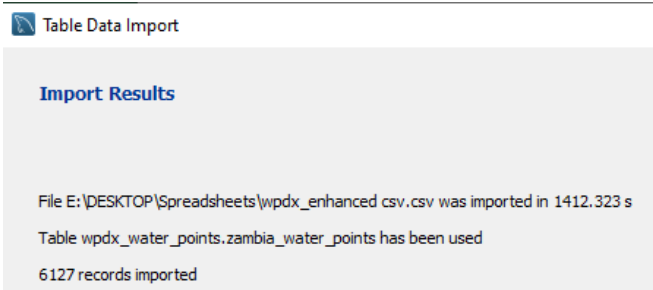 Table Data Import
Import Results
File E:\DESKTOP\Spreadsheets\wpdx_enhanced csv.csv was imported in 1412.323 s
Table wpdx_water_points.zambia_water_points has been used
6127 records imported